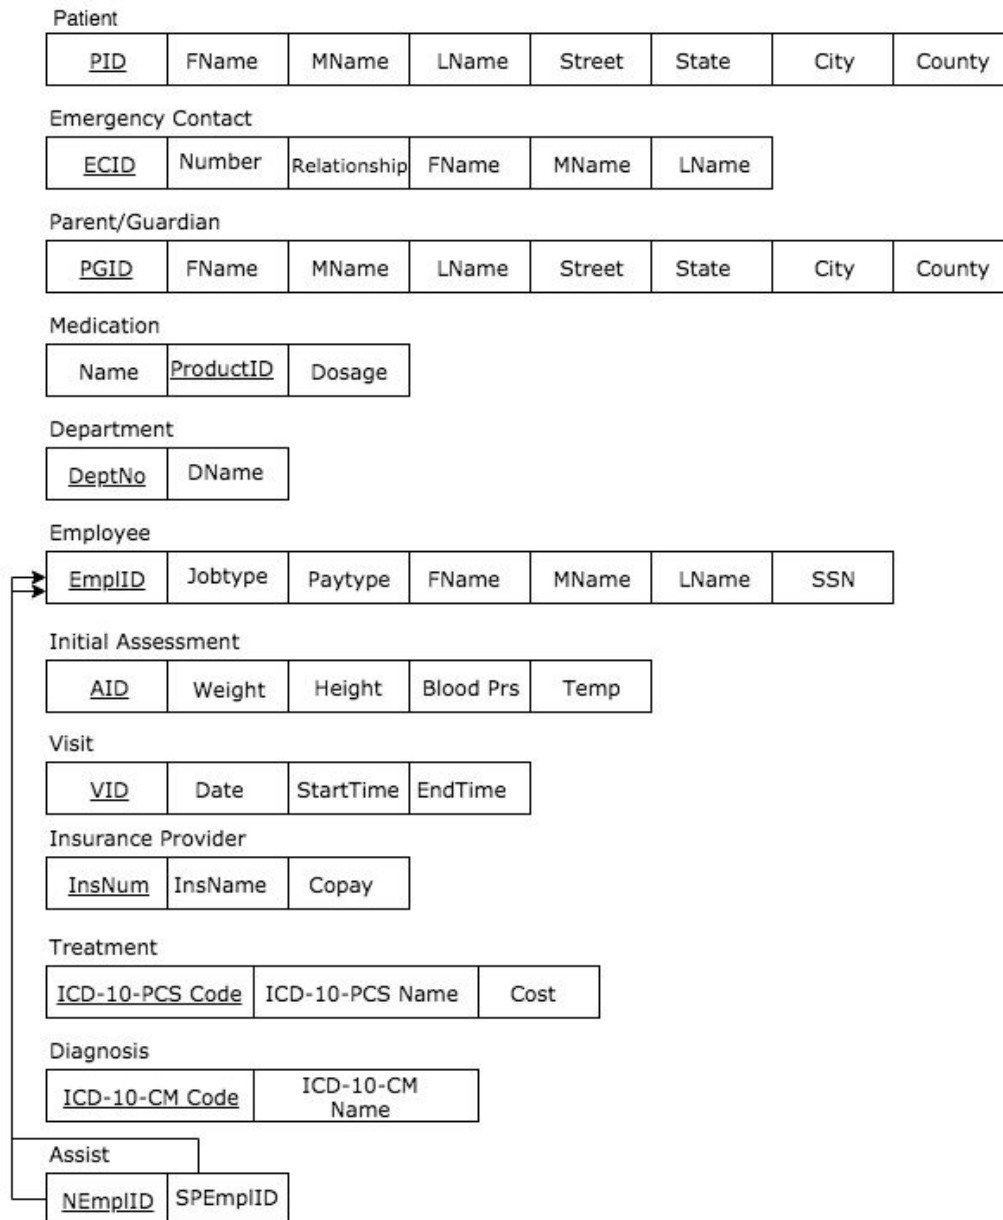 Patient
PID FName MName LName Street State City County
Emergency Contact
ECID Number Relationship FName MName LName
Parent/Guardian
PGID FName MName LName Street State City County
Medication
Name ProductID Dosage
Department
DeptNo DName
Employee
EmplID Jobtype Paytype FName MName LName SSN
Initial Assessment
AID Weight Height Blood Prs Temp
Visit
VID Date StartTime EndTime
Insurance Provider
InsNum InsName Copay
Treatment
ICD-10-PCS Code ICD-10-PCS Name Cost
Diagnosis
ICD-10-CM Code ICD-10-CM
Name
Assist
NEmplID SPEmplID